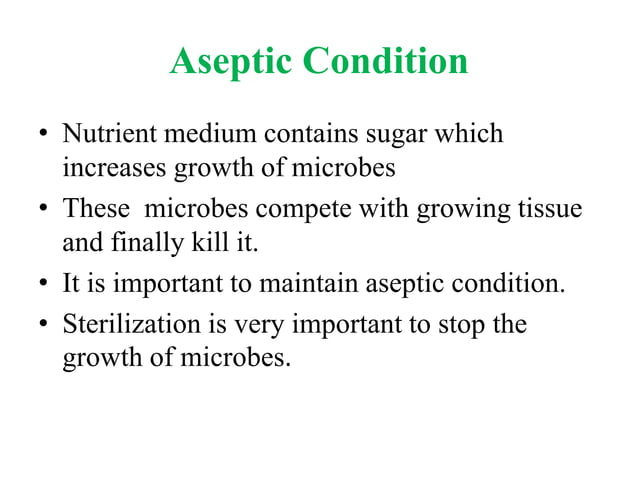 Aseptic Condition
• Nutrient medium contains sugar which
increases growth of microbes
• These  microbes compete with growing tissue
and finally kill it.
• It is important to maintain aseptic condition.
• Sterilization is very important to stop the
growth of microbes.